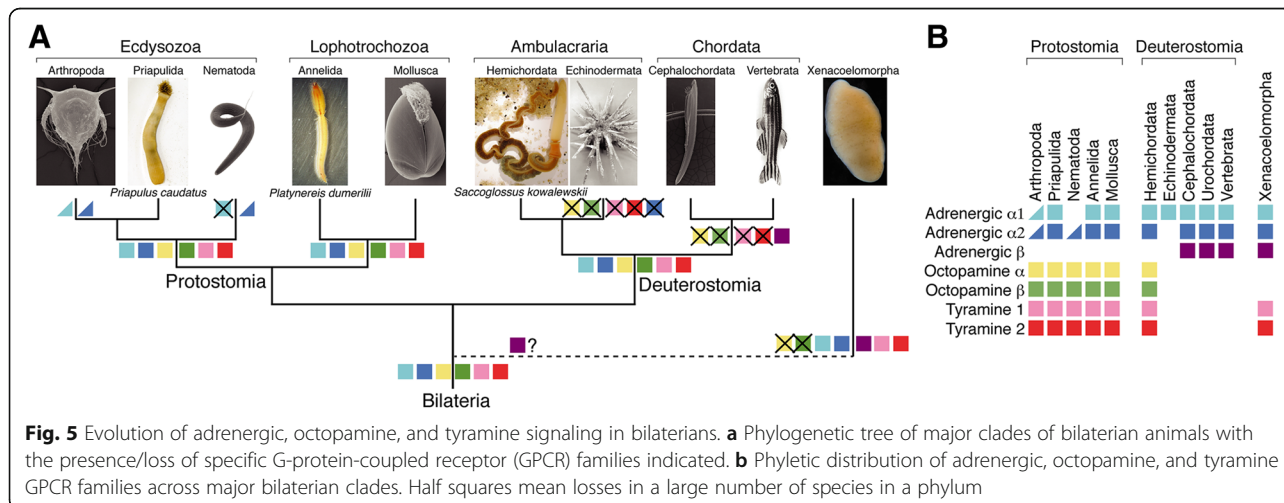 A
B
Ecdysozoa
Lophotrochozoa
Ambulacraria
Chordata
Arthropoda Priapulida Nematoda Annelida Mollusca Hemichordata Echinodermata Cephalochordata Vertebrata Xenacoelomorpha
Priapulus caudatus
Platynereis dumerilii
Saccoglossus kowalewskii
Protostomia
Deuterostomia
?
Bilateria
Protostomia Deuterostomia
Arthropoda
Priapulida
Nematoda
Annelida
Mollusca
Hemichordata
Echinodermata
Cephalochordata
Urochordata
Vertebrata
Xenacoelomorpha
Adrenergic α1
Adrenergic α2
Adrenergic β
Octopamine α
Octopamine β
Tyramine 1
Tyramine 2
Fig. 5 Evolution of adrenergic, octopamine, and tyramine signaling in bilaterians. a Phylogenetic tree of major clades of bilaterian animals with
the presence/loss of specific G-protein-coupled receptor (GPCR) families indicated. b Phyletic distribution of adrenergic, octopamine, and tyramine
GPCR families across major bilaterian clades. Half squares mean losses in a large number of species in a phylum